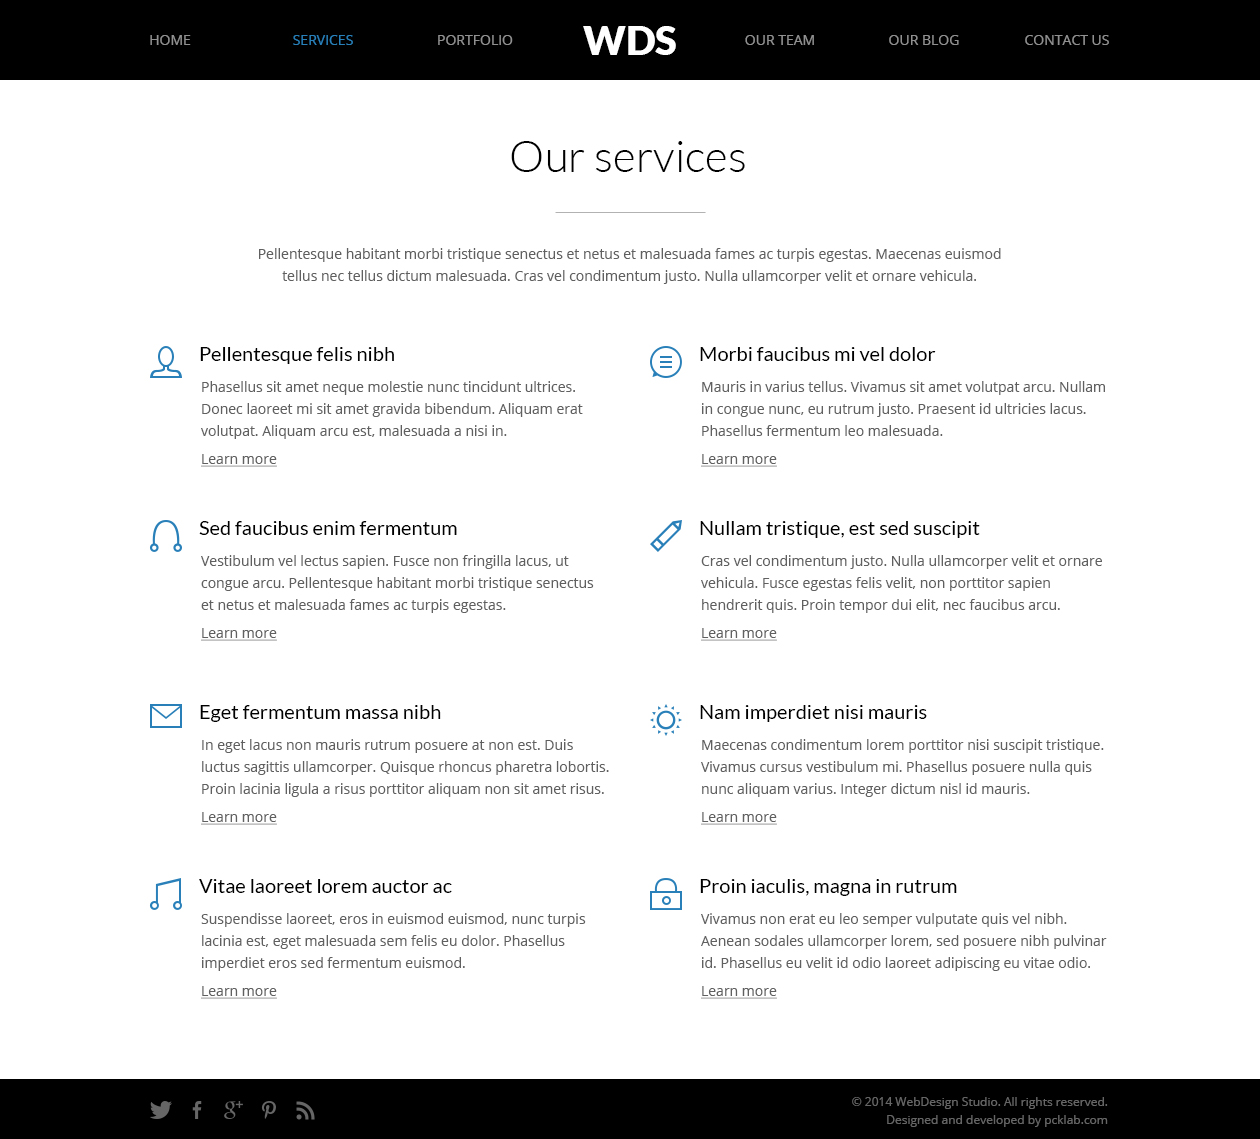 HOME
SERVICES
PORTFOLIO
WDS
OUR TEAM
OUR BLOG
CONTACT US
Our services
Pellentesque habitant morbi tristique senectus et netus et malesuada fames ac turpis egestas. Maecenas euismod
tellus nec tellus dictum malesuada. Cras vel condimentum justo. Nulla ullamcorper velit et ornare vehicula.
Pellentesque felis nibh
Phasellus sit amet neque molestie nunc tincidunt ultrices.
Donec laoreet mi sit amet gravida bibendum. Aliquam erat
volutpat. Aliquam arcu est, malesuada a nisi in.
Learn more
Morbi faucibus mi vel dolor
Mauris in varius tellus. Vivamus sit amet volutpat arcu. Nullam
in congue nunc, eu rutrum justo. Praesent id ultricies lacus.
Phasellus fermentum leo malesuada.
Learn more
Sed faucibus enim fermentum
Vestibulum vel lectus sapien. Fusce non fringilla lacus, ut
congue arcu. Pellentesque habitant morbi tristique senectus
et netus et malesuada fames ac turpis egestas.
Learn more
Nullam tristique, est sed suscipit
Cras vel condimentum justo. Nulla ullamcorper velit et ornare
vehicula. Fusce egestas felis velit, non porttitor sapien
hendrerit quis. Proin tempor dui elit, nec faucibus arcu.
Learn more
Eget fermentum massa nibh
In eget lacus non mauris rutrum posuere at non est. Duis
luctus sagittis ullamcorper. Quisque rhoncus pharetra lobortis.
Proin lacinia ligula a risus porttitor aliquam non sit amet risus.
Learn more
Nam imperdiet nisi mauris
Maecenas condimentum lorem porttitor nisi suscipit tristique.
Vivamus cursus vestibulum mi. Phasellus posuere nulla quis
nunc aliquam varius. Integer dictum nisl id mauris.
Learn more
Vitae laoreet lorem auctor ac
Suspendisse laoreet, eros in euismod euismod, nunc turpis
lacinia est, eget malesuada sem felis eu dolor. Phasellus
imperdiet eros sed fermentum euismod.
Learn more
Proin iaculis, magna in rutrum
Vivamus non erat eu leo semper vulputate quis vel nibh.
Aenean sodales ullamcorper lorem, sed posuere nibh pulvinar
id. Phasellus eu velit id odio laoreet adipiscing eu vitae odio.
Learn more
© 2014 WebDesign Studio. All rights reserved.
Designed and developed by pcklab.com